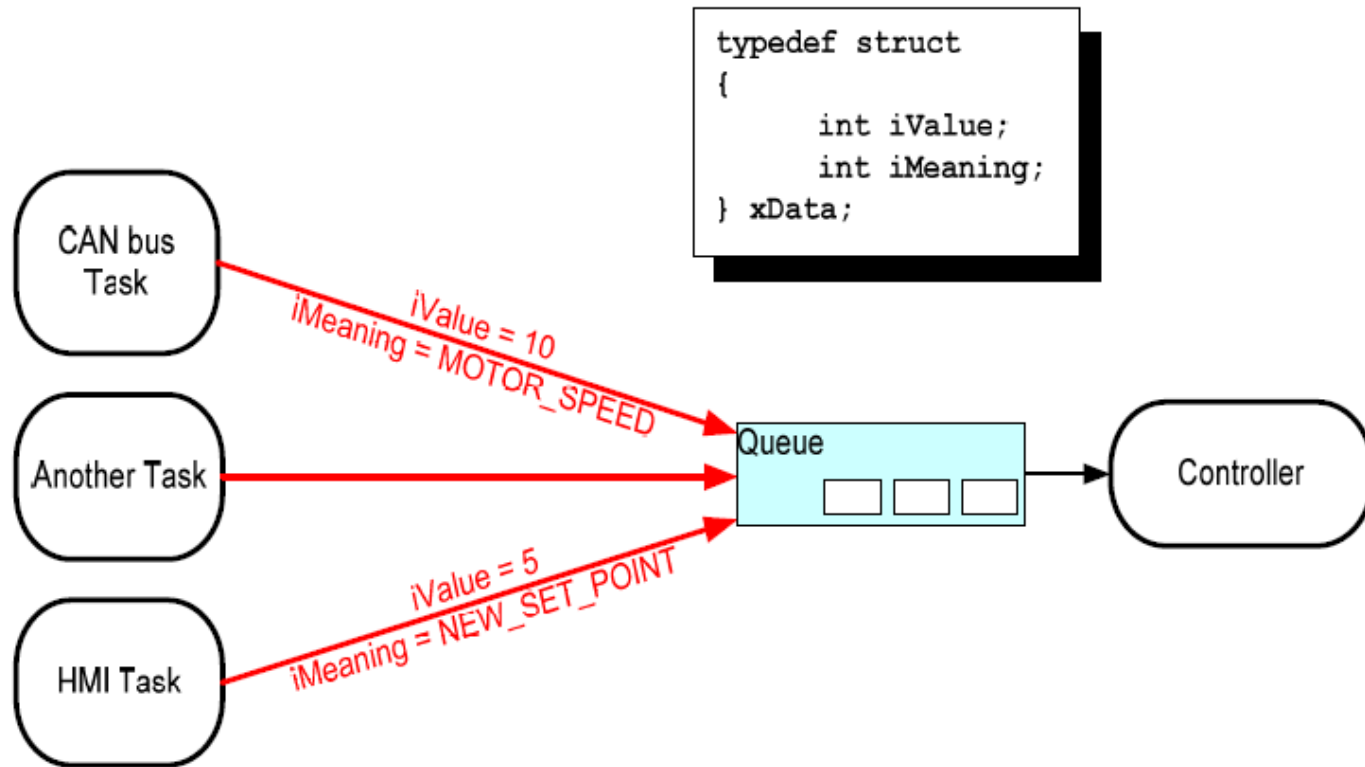 typedef struct
{
int iValue;
int iMeaning;
} xData;
CAN bus
Task
iValue = 10
iMeaning = MOTOR_SPEED
Queue
Another Task
Controller
iValue = 5
iMeaning = NEW_SET_POINT
HMI Task